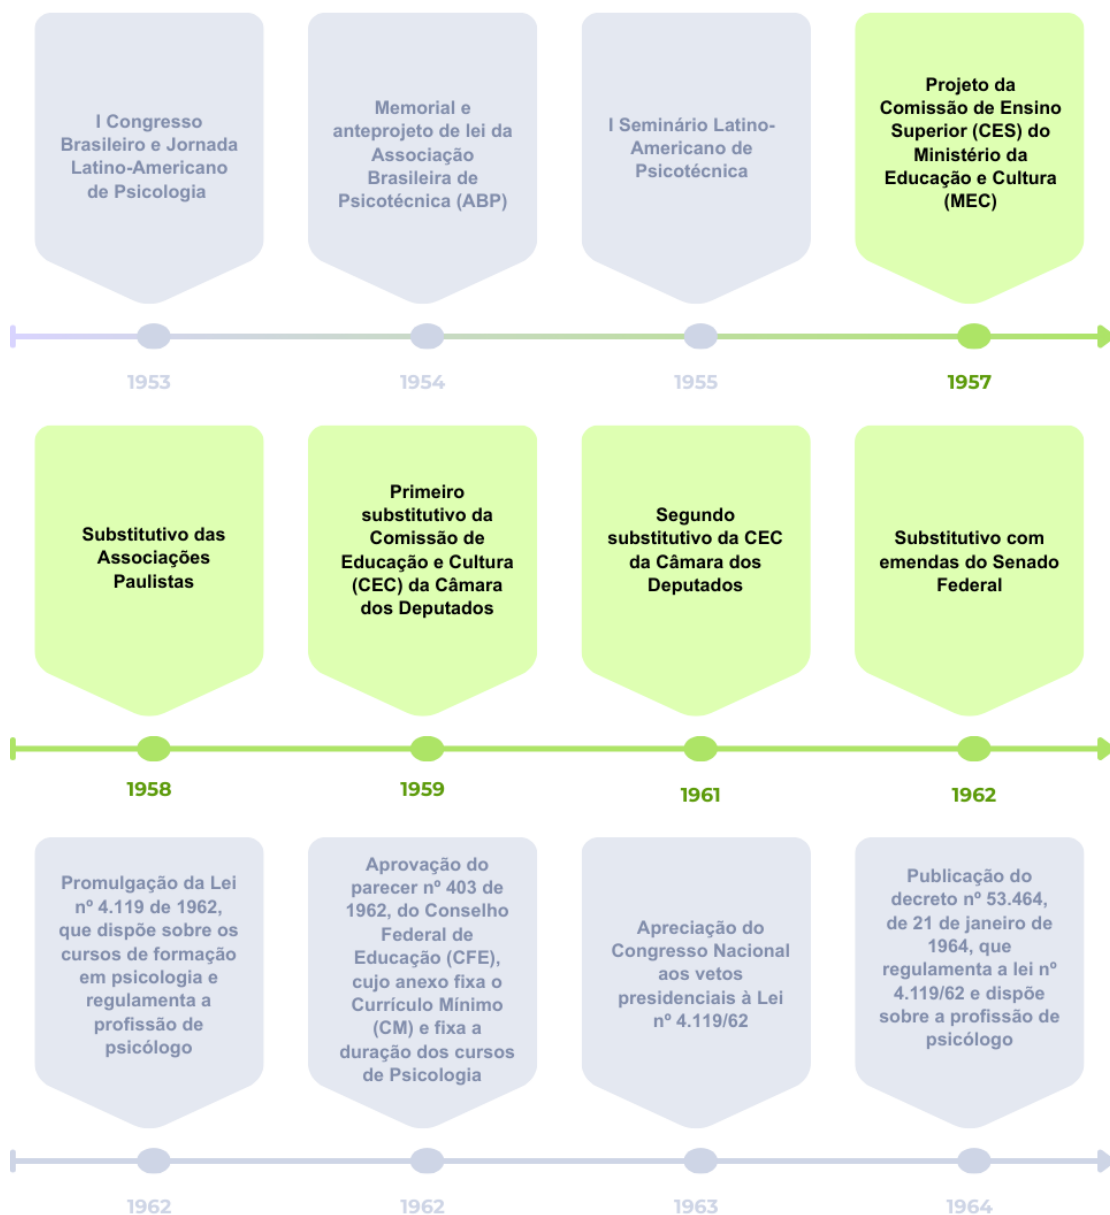 I Congresso
Brasileiro e Jornada
Latino-Americano
de Psicologia
Memorial e
anteprojeto de lei da
Associação
Brasileira de
Psicotécnica (ABP)
I Seminário Latino-
Americano de
Psicotécnica
Projeto da
Comissão de Ensino
Superior (CES) do
Ministério da
Educação e Cultura
(MEC)
1953
1954
1955
1957
Substitutivo das
Associações
Paulistas
Primeiro
substitutivo da
Comissão de
Educação e Cultura
(CEC) da Câmara
dos Deputados
Segundo
substitutivo da CEC
da Câmara dos
Deputados
Substitutivo com
emendas do Senado
Federal
1958
1959
1961
1962
Promulgação da Lei
nº 4.119 de 1962,
que dispõe sobre os
cursos de formação
em psicologia e
regulamenta a
profissão de
psicólogo
Aprovação do
parecer nº 403 de
1962, do Conselho
Federal de
Educação (CFE),
cujo anexo fixa o
Currículo Mínimo
(CM) e fixa a
duração dos cursos
de Psicologia
Apreciação do
Congresso Nacional
aos vetos
presidenciais à Lei
nº 4.119/62
Publicação do
decreto nº 53.464,
de 21 de janeiro de
1964, que
regulamenta a lei nº
4.119/62 e dispõe
sobre a profissão de
psicólogo
1962
1962
1963
1964